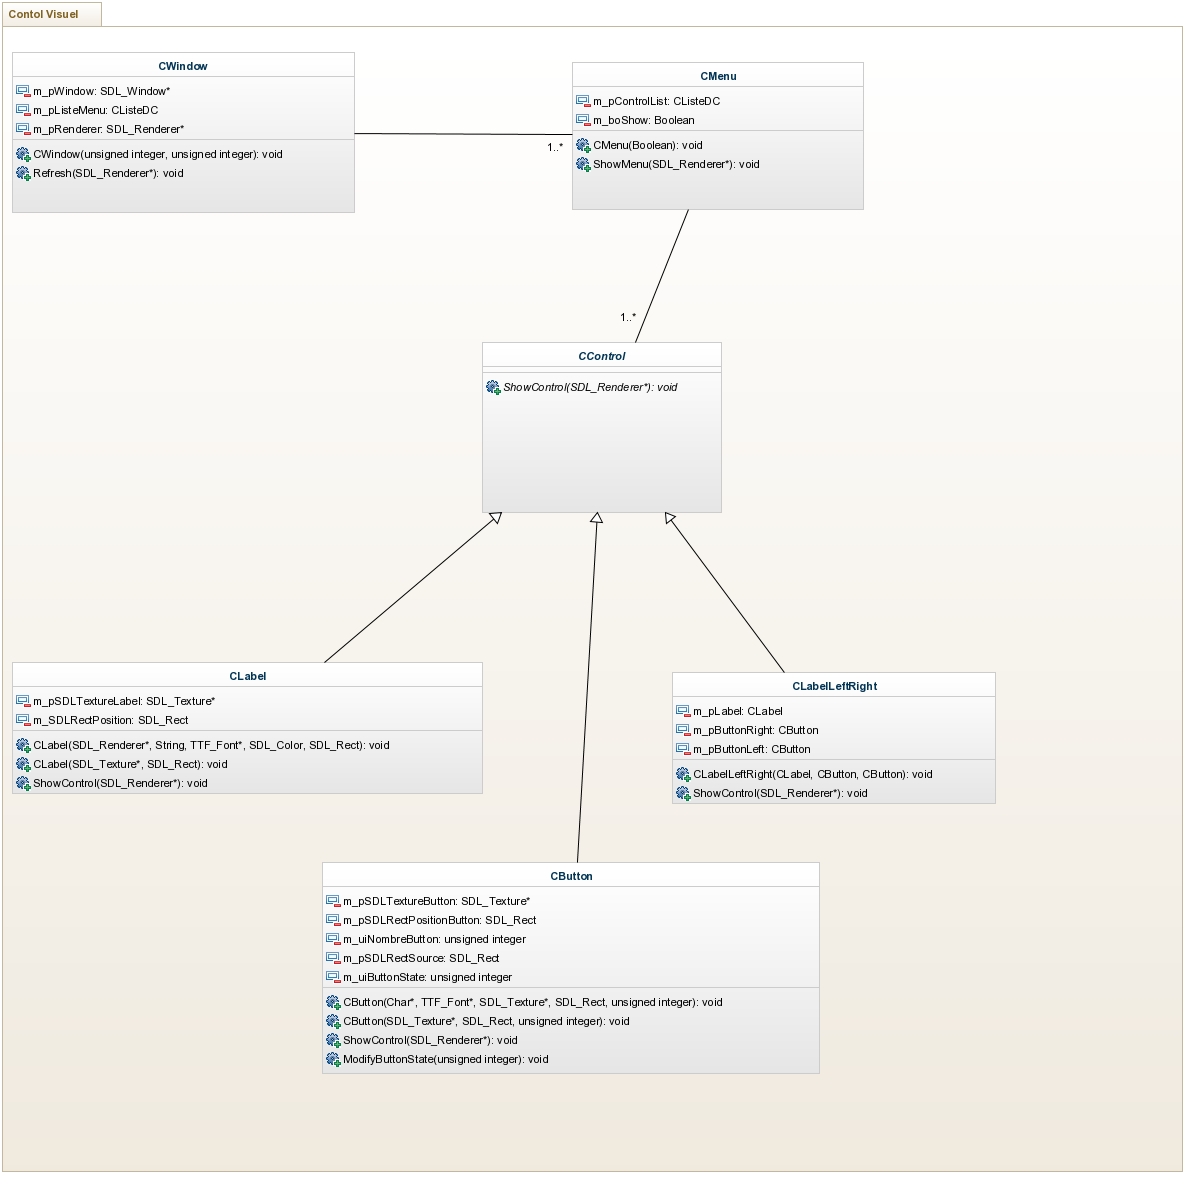 Contol Visuel
CWindow
m_pWindow: SDL_Window*
m_pListeMenu: CListeDC
m_pRenderer: SDL_Renderer*
CWindow(unsigned integer, unsigned integer): void
Refresh(SDL_Renderer*): void
1..*
CMenu
m_pControlList: CListeDC
m_boShow: Boolean
CMenu(Boolean): void
ShowMenu(SDL_Renderer*): void
1..*
CControl
ShowControl(SDL_Renderer*): void
CLabel
m_pSDLTextureLabel: SDL_Texture*
m_SDLRectPosition: SDL_Rect
CLabel(SDL_Renderer*, String, TTF_Font*, SDL_Color, SDL_Rect): void
CLabel(SDL_Texture*, SDL_Rect): void
ShowControl(SDL_Renderer*): void
CLabelLeftRight
m_pLabel: CLabel
m_pButtonRight: CButton
m_pButtonLeft: CButton
CLabelLeftRight(CLabel, CButton, CButton): void
ShowControl(SDL_Renderer*): void
CButton
m_pSDLTextureButton: SDL_Texture*
m_pSDLRectPositionButton: SDL_Rect
m_uiNombreButton: unsigned integer
m_pSDLRectSource: SDL_Rect
m_uiButtonState: unsigned integer
CButton(Char*, TTF_Font*, SDL_Texture*, SDL_Rect, unsigned integer): void
CButton(SDL_Texture*, SDL_Rect, unsigned integer): void
ShowControl(SDL_Renderer*): void
ModifyButtonState(unsigned integer): void